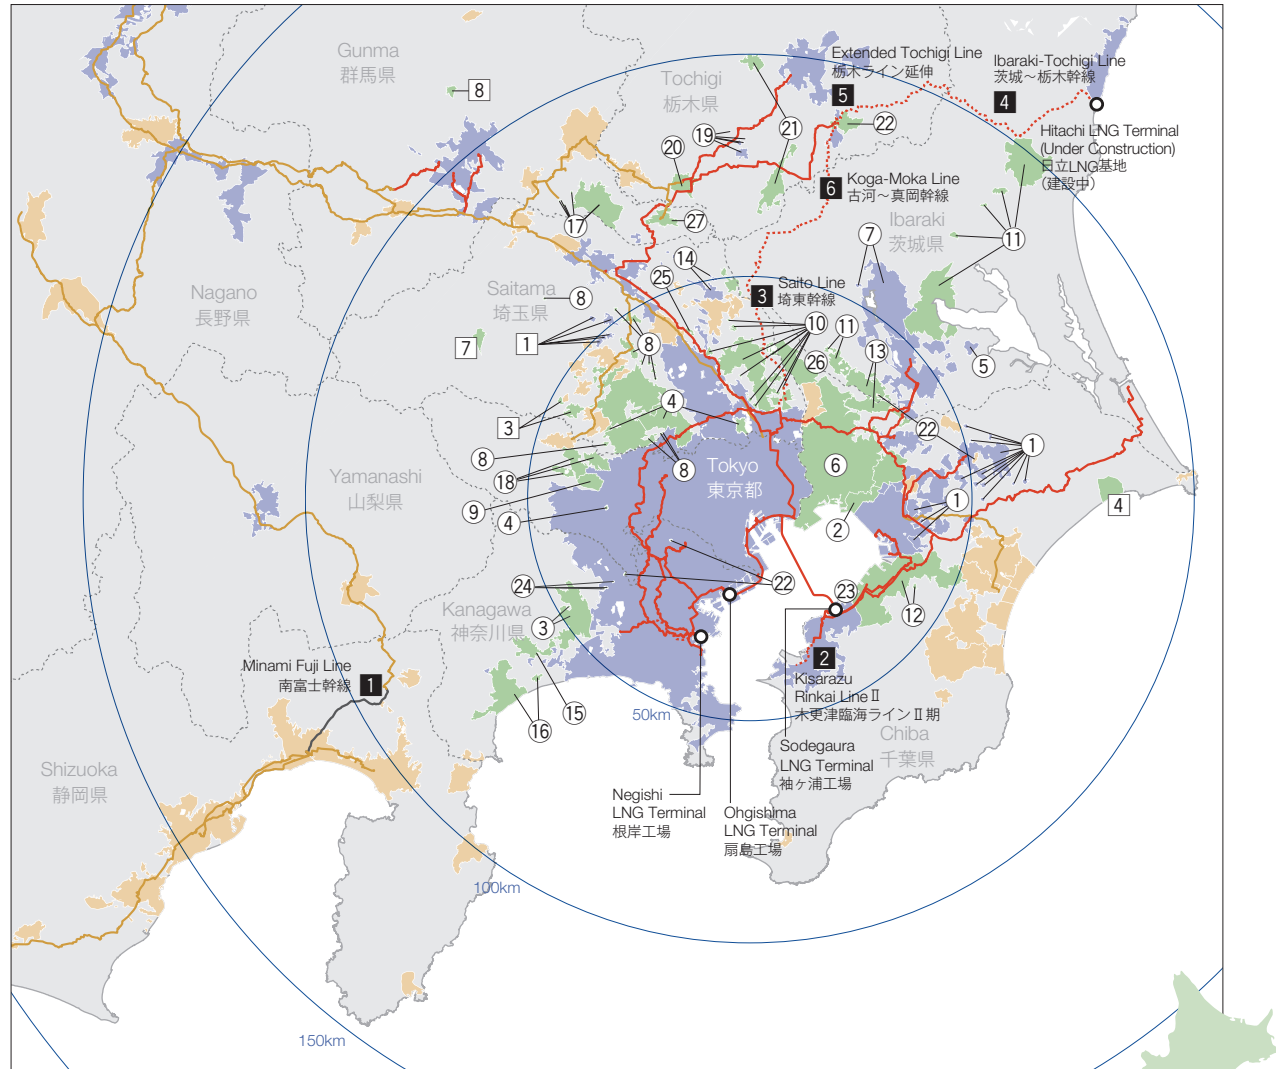 Gunma
群馬県
8
Extended Tochigi Line
栃木ライン延伸
5
Ibaraki-Tochigi Line
茨城〜栃木幹線
4
Tochigi
栃木県
19
20
21
22
Hitachi LNG Terminal
(Under Construction)
日立LNG基地
（建設中）
6
Koga-Moka Line
古河〜真岡幹線
17
27
Ibaraki
茨城県
7
11
Nagano
長野県
Saitama
埼玉県
8
25
14
3
Saito Line
埼東幹線
7
1
8
10
11
26
13
5
3
4
22
1
8
18
8
Tokyo
東京都
6
Yamanashi
山梨県
9
4
2
1
4
24
22
23
12
Kanagawa
神奈川県
3
Minami Fuji Line
南富士幹線
1
15
16
50km
2
Kisarazu
Rinkai Line Ⅱ
木更津臨海ラインⅡ期
Chiba
千葉県
Sodegaura
LNG Terminal
袖ケ浦工場
Shizuoka
静岡県
Negishi
LNG Terminal
根岸工場
Ohgishima
LNG Terminal
扇島工場
100km
150km